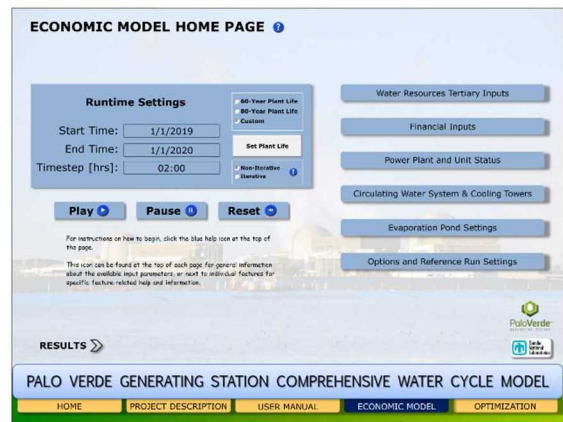 ECONOMIC MODEL HOME PAGE ?
Runtime Settings
60-Year Plant Life
80-Year Plant Life
Custom
Start Time: 1/1/2019
End Time: 1/1/2020
Set Plant Life
Timestep [hrs]: 02:00
Non-Iterative
Iterative
?
Play
Pause
Reset
For instructions on how to begin, click the blue help icon at the top of
the page.
This icon can be found at the top of each page for general information
about the available input parameters, or next to individual features for
specific feature-related help and information.
Water Resources Tertiary Inputs
Financial Inputs
Power Plant and Unit Status
Circulating Water System & Cooling Towers
Evaporation Pond Settings
Options and Reference Run Settings
PaloVerde
Sandia
National
Laboratories
RESULTS
PALO VERDE GENERATING STATION COMPREHENSIVE WATER CYCLE MODEL
HOME
PROJECT DESCRIPTION
USER MANUAL
ECONOMIC MODEL
OPTIMIZATION